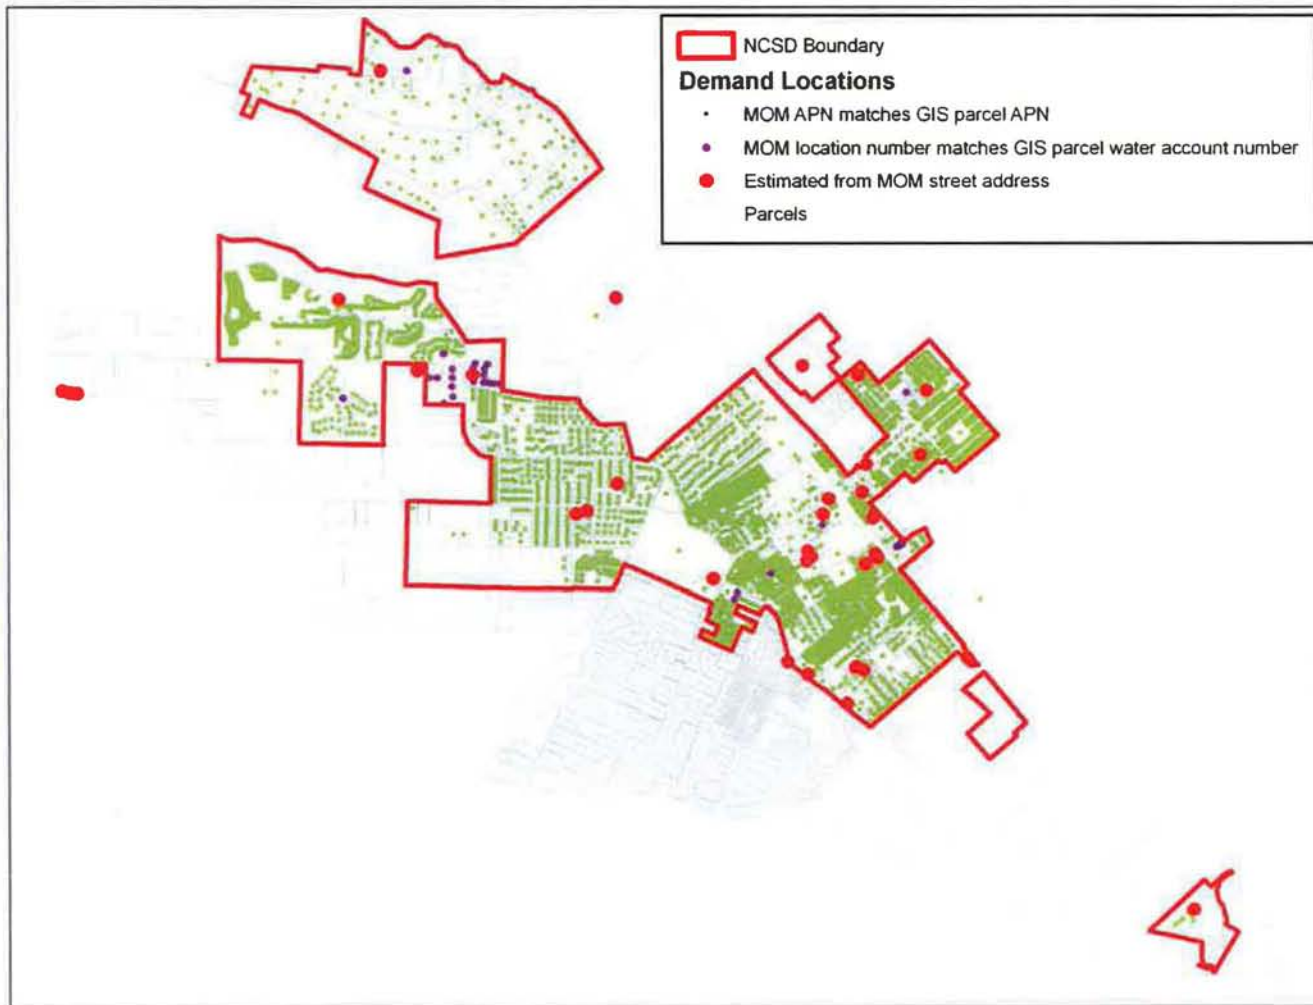 NCSD Boundary
Demand Locations
MOM APN matches GIS parcel APN
MOM location number matches GIS parcel water account number
Estimated from MOM street address
Parcels